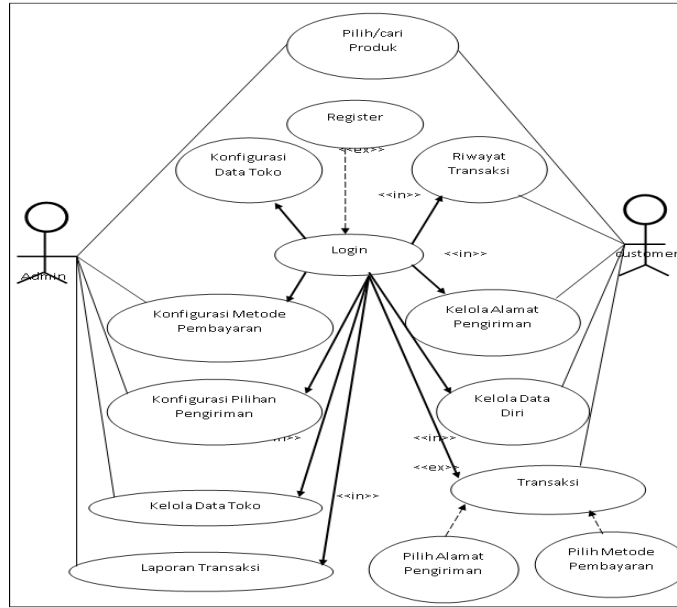 Pilih/cari
Produk
Register
<<ex>>
Konfigurasi
Data Toko
Riwayat
Transaksi
<<in>>
Login
<<in>>
Admin
customer
Konfigurasi Metode
Pembayaran
Kelola Alamat
Pengiriman
Konfigurasi Pilihan
Pengiriman
Kelola Data
Diri
<<in>>
<<ex>>
Transaksi
<<in>>
Kelola Data Toko
Pilih Alamat
Pengiriman
Pilih Metode
Pembayaran
Laporan Transaksi